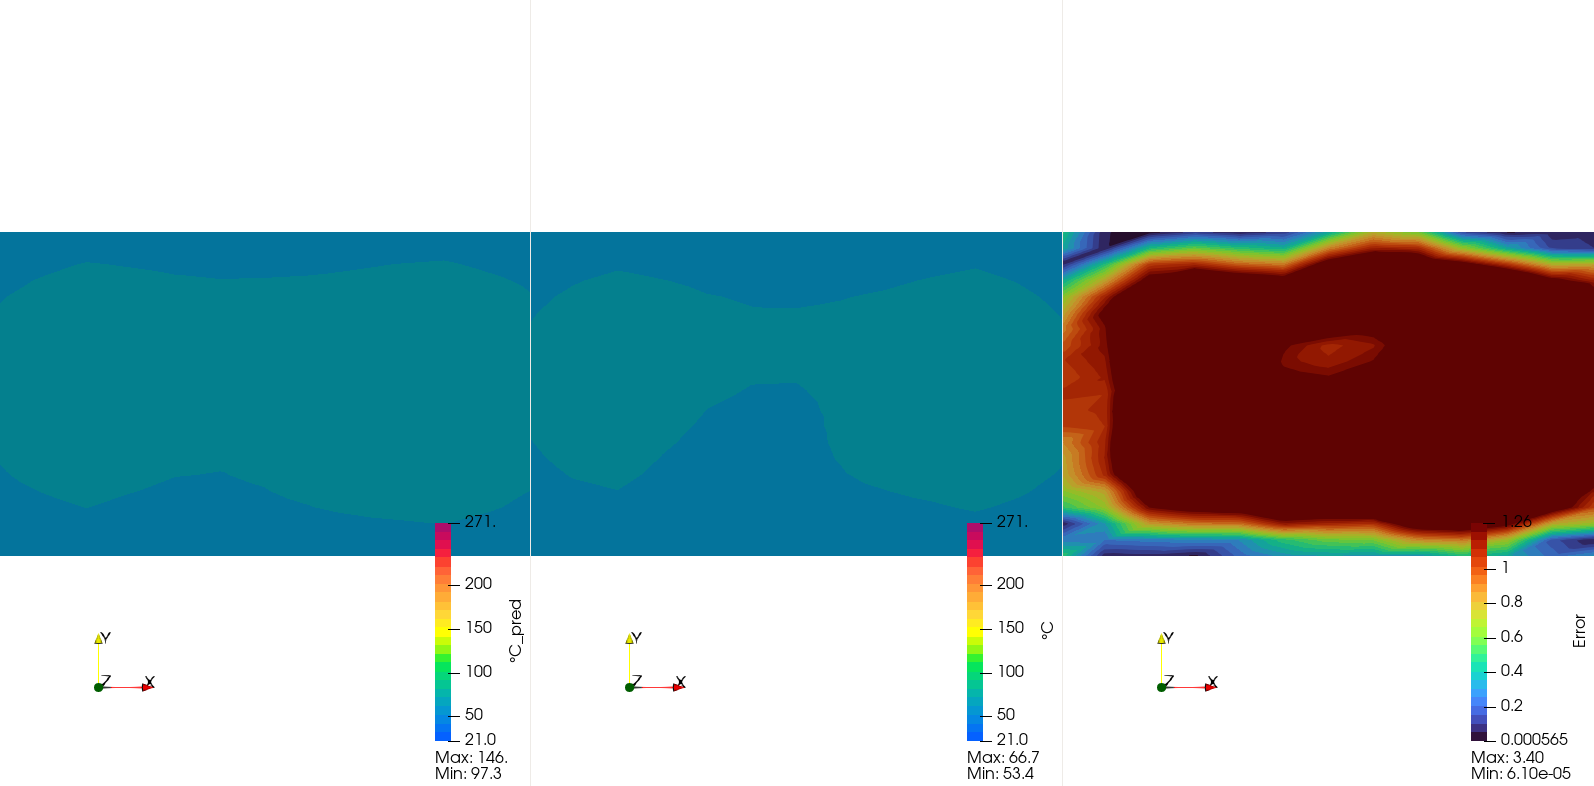 271.
200
150
100
50
21.0
°C_pred
Max: 146.
Min: 97.3
Y
Z
X
271.
200
150
100
50
21.0
°C
Max: 66.7
Min: 53.4
Y
Z
X
1.26
1
0.8
0.6
0.4
0.2
0.000565
Error
Max: 3.40
Min: 6.10e-05
Y
Z
X